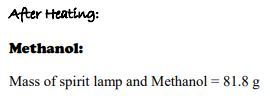 After Heating:
Methanol:
Mass of spirit lamp and Methanol = 81.8 g